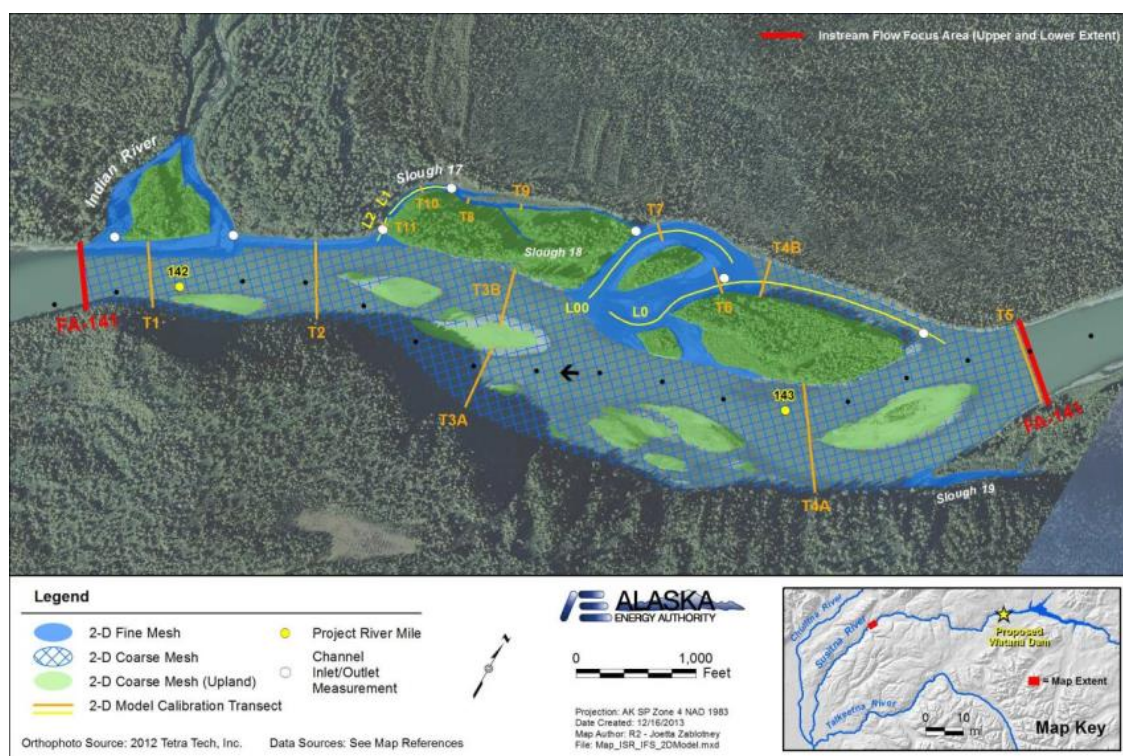 Instream Flow Focus Area (Upper and Lower Extent)
Indian River
Slough 17
L2 L1
T10
T8
T9
T11
T7
Slough 18
T4B
T3B
142
T6
L00
L0
T5
FA-141
T1
T2
143
FA-141
T3A
T4A
Slough 19
Legend
2-D Fine Mesh
2-D Coarse Mesh
2-D Coarse Mesh (Upland)
2-D Model Calibration Transect
Project River Mile
Channel
Inlet/Outlet
Measurement
N
Orthophoto Source: 2012 Tetra Tech, Inc.
Data Sources: See Map References
ALASKA
ENERGY AUTHORITY
0 1,000
Feet
Projection: AK SP Zone 4 NAD 1983
Date Created: 12/16/2013
Map Author: R2 - Joetta Zablotney
File: Map_ISR_IFS_2DModel.mxd
Chulitna River
Susitna River
Talkeetna River
Proposed
Watana Dam
= Map Extent
0 10
mi
Map Key